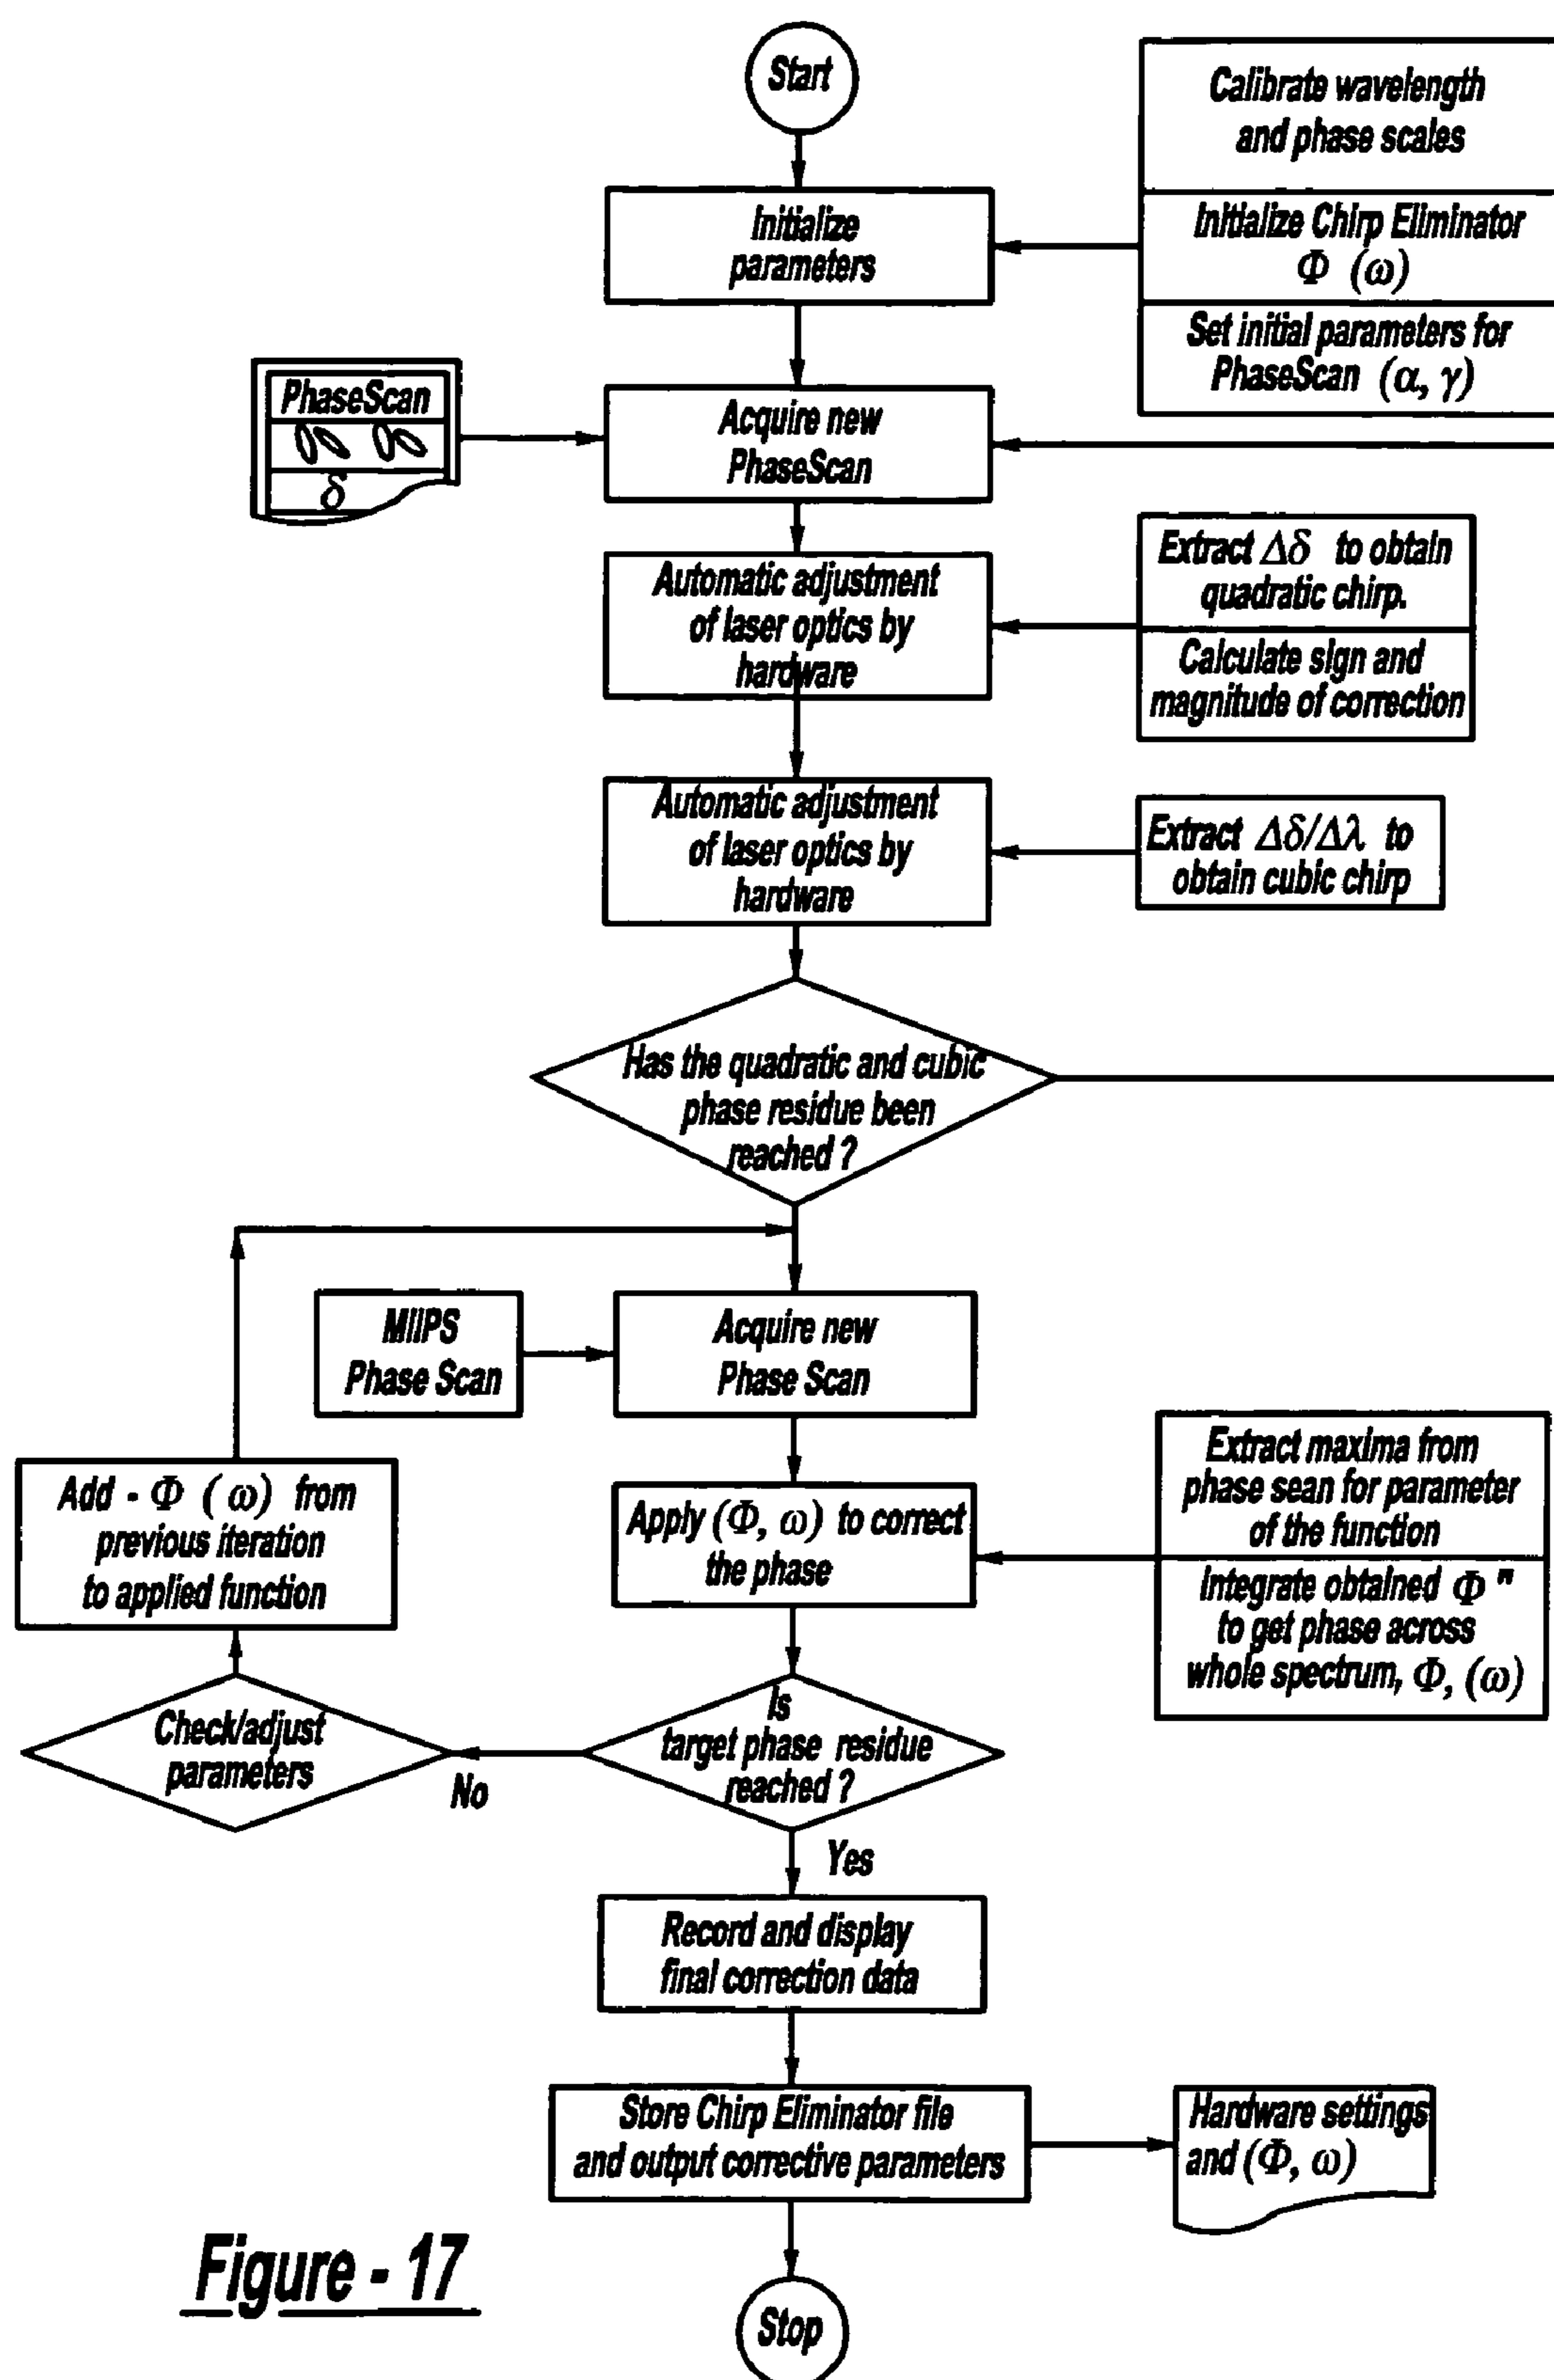 Start
Calibrate wavelength
and phase scales
Initialize
parameters
Initialize Chirp Eliminator
Φ (ω)
Set initial parameters for
PhaseScan (α, γ)
PhaseScan
δ
Acquire new
PhaseScan
Automatic adjustment
of laser optics by
hardware
Extract Δδ to obtain
quadratic chirp.
Calculate sign and
magnitude of correction
Automatic adjustment
of laser optics by
hardware
Extract Δδ/Δλ to
obtain cubic chirp
Has the quadratic and cubic
phase residue been
reached ?
MIIPS
Phase Scan
Acquire new
Phase Scan
Add - Φ ( ω) from
previous iteration
to applied function
Apply (Φ, ω) to correct
the phase
Extract maxima from
phase sean for parameter
of the function
Integrate obtained Φ "
to get phase across
whole spectrum, Φ, (ω)
Check/adjust
parameters
No
Is
target phase residue
reached ?
Yes
Record and display
final correction data
Store Chirp Eliminator file
and output corrective parameters
Hardware settings
and (Φ, ω)
Figure - 17
Stop